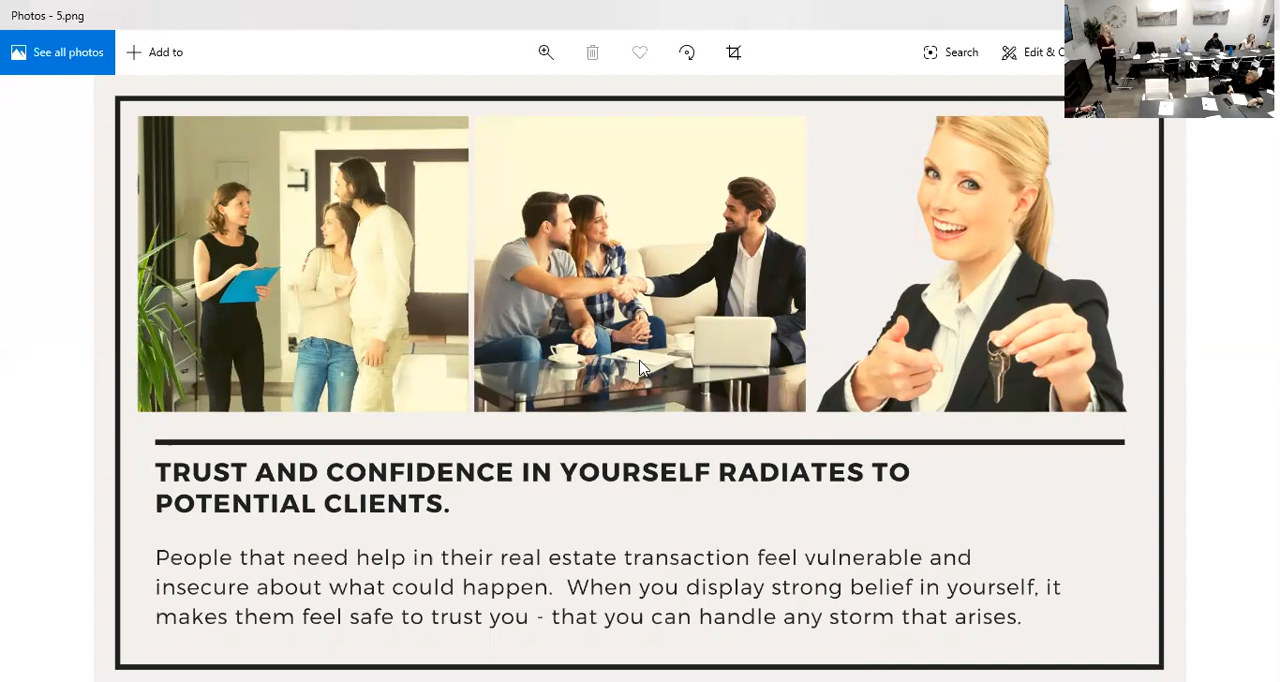 Photos - 5.png
See all photos
Add to
Search
Edit & C
TRUST AND CONFIDENCE IN YOURSELF RADIATES TO
POTENTIAL CLIENTS.
People that need help in their real estate transaction feel vulnerable and
insecure about what could happen.  When you display strong belief in yourself, it
makes them feel safe to trust you - that you can handle any storm that arises.